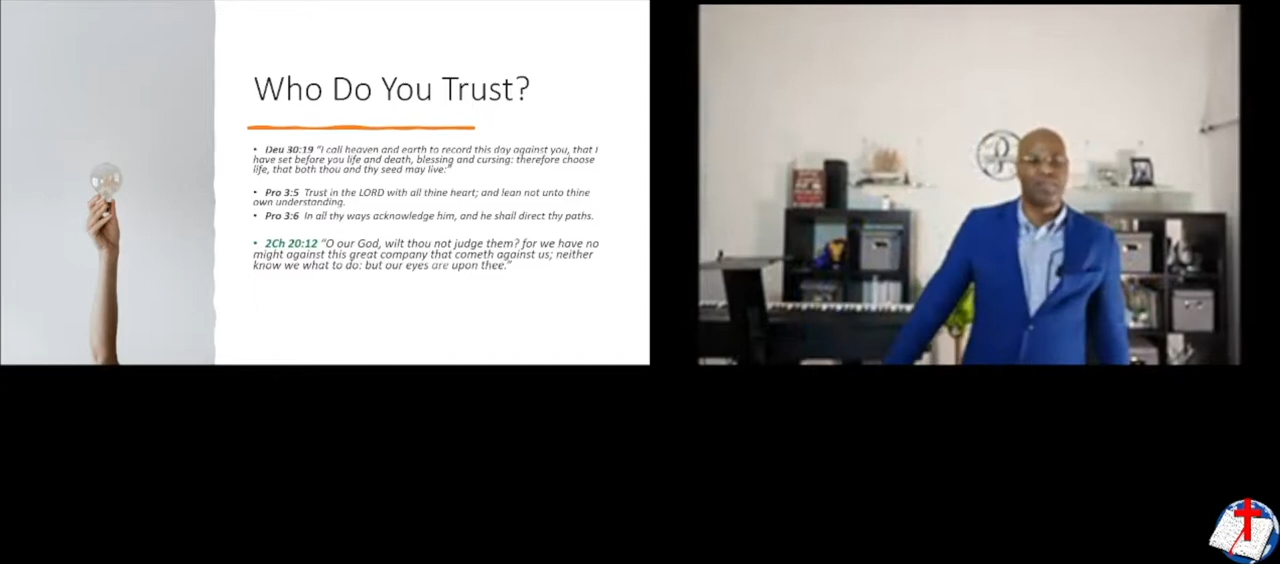 Who Do You Trust?
• Deu 30:19 "I call heaven and earth to record this day against you, that I
have set before you life and death, blessing and cursing: therefore choose
life, that both thou and thy seed may live:"
• Pro 3:5 Trust in the LORD with all thine heart; and lean not unto thine
own understanding.
• Pro 3:6 In all thy ways acknowledge him, and he shall direct thy paths.
• 2Ch 20:12 "O our God, wilt thou not judge them? for we have no
might against this great company that cometh against us; neither
know we what to do: but our eyes are upon thee."